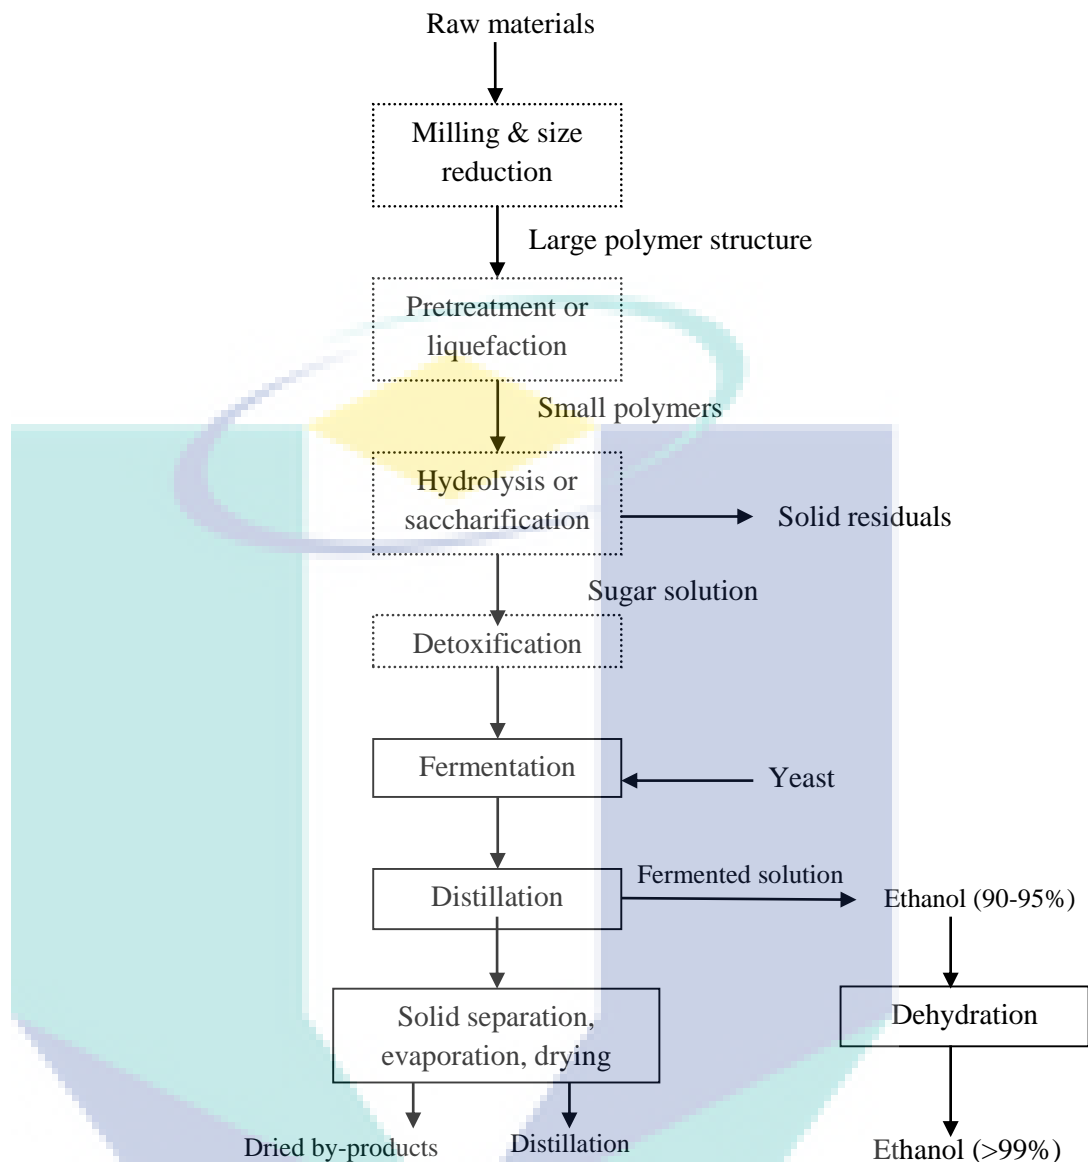 Raw materials
Milling & size
reduction
Large polymer structure
Pretreatment or
liquefaction
Small polymers
Hydrolysis or
saccharification
Solid residuals
Sugar solution
Detoxification
Fermentation
Yeast
Distillation
Fermented solution
Ethanol (90-95%)
Solid separation,
evaporation, drying
Dehydration
Dried by-products
Distillation
Ethanol (>99%)